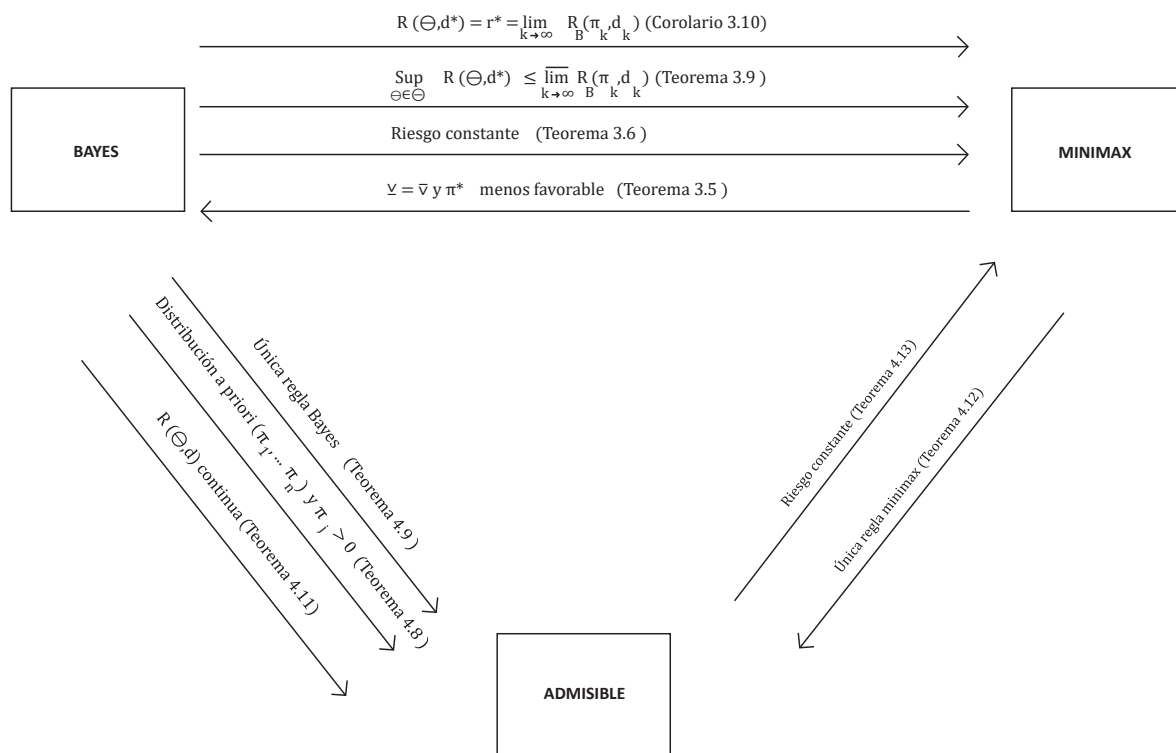 R (Θ,d*) = r* = lim k→∞ R_B(π_k,d_k) (Corolario 3.10)
Sup Θ∈Θ R (Θ,d*) ≤ \overline{lim} k→∞ R_B(π_k,d_k) (Teorema 3.9 )
Riesgo constante (Teorema 3.6 )
v̲ = v̅ y π* menos favorable (Teorema 3.5 )
BAYES
MINIMAX
Única regla Bayes (Teorema 4.9 )
Distribución a priori (π_1,... π_n) y π_j > 0 (Teorema 4.8 )
R (Θ,d) continua (Teorema 4.11)
Riesgo constante (Teorema 4.13)
Única regla minimax (Teorema 4.12)
ADMISIBLE